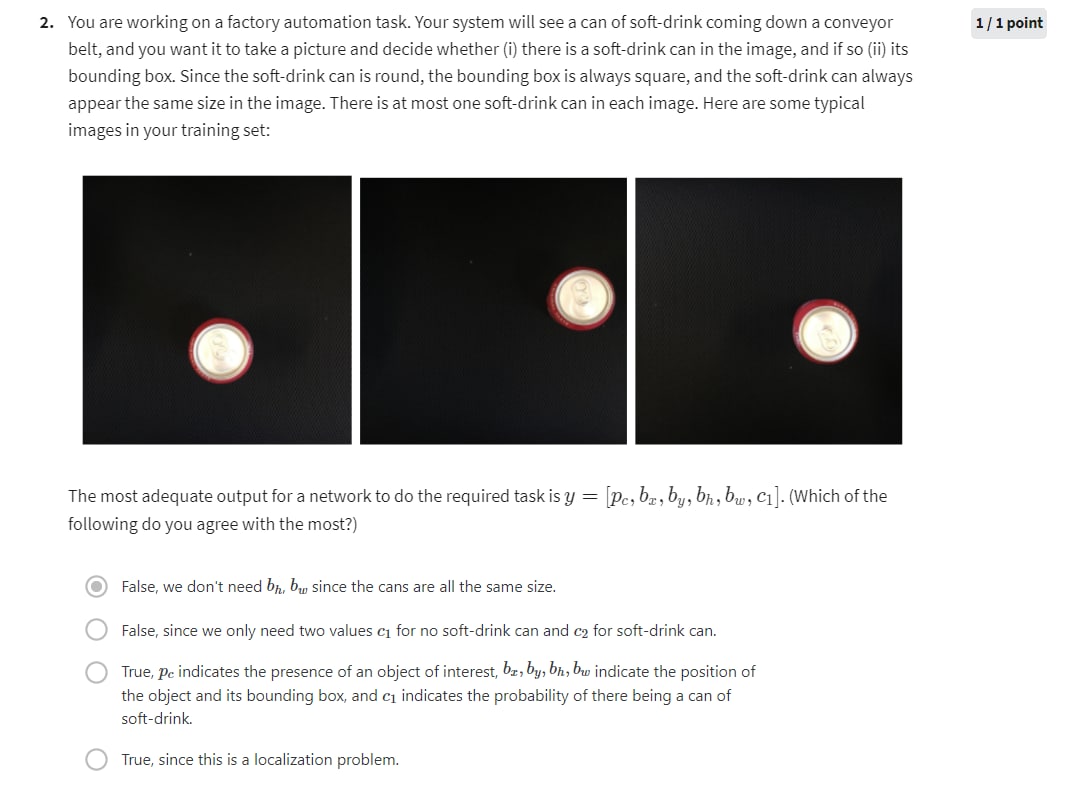 2. You are working on a factory automation task. Your system will see a can of soft-drink coming down a conveyor
1 / 1 point
belt, and you want it to take a picture and decide whether (i) there is a soft-drink can in the image, and if so (ii) its
bounding box. Since the soft-drink can is round, the bounding box is always square, and the soft-drink can always
appear the same size in the image. There is at most one soft-drink can in each image. Here are some typical
images in your training set:
The most adequate output for a network to do the required task is y = [p_c, b_x, b_y, b_h, b_w, c_1]. (Which of the
following do you agree with the most?)
False, we don't need b_h, b_w since the cans are all the same size.
False, since we only need two values c_1 for no soft-drink can and c_2 for soft-drink can.
True, p_c indicates the presence of an object of interest, b_x, b_y, b_h, b_w indicate the position of
the object and its bounding box, and c_1 indicates the probability of there being a can of
soft-drink.
True, since this is a localization problem.